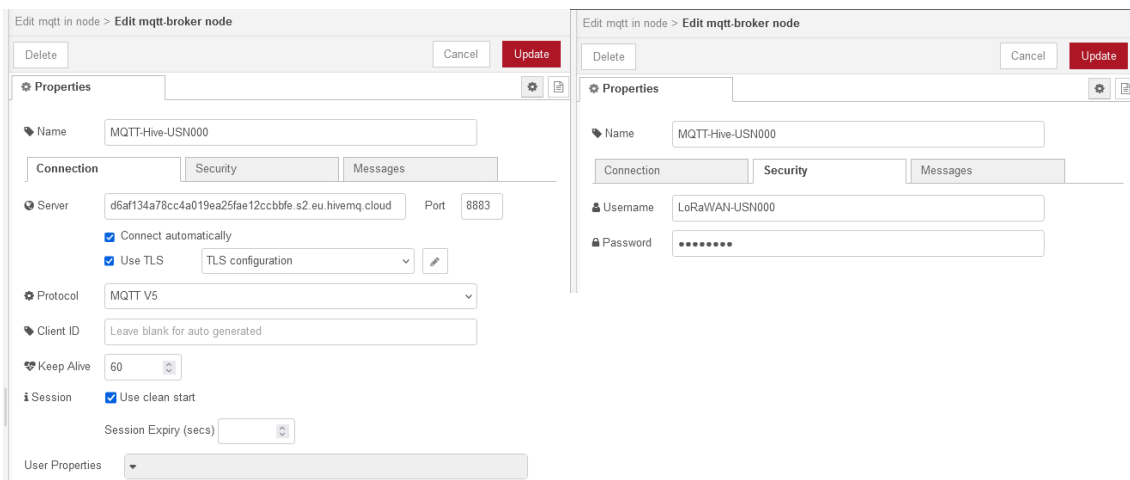 Edit mqtt in node > Edit mqtt-broker node
Delete Cancel Update
Properties
Name MQTT-Hive-USN000
Connection Security Messages
Server d6af134a78cc4a019ea25fae12ccbbfe.s2.eu.hivemq.cloud Port 8883
Connect automatically
Use TLS TLS configuration
Protocol MQTT V5
Client ID Leave blank for auto generated
Keep Alive 60
Session Use clean start
Session Expiry (secs)
User Properties
Edit mqtt in node > Edit mqtt-broker node
Delete Cancel Update
Properties
Name MQTT-Hive-USN000
Connection Security Messages
Username LoRaWAN-USN000
Password ••••••••